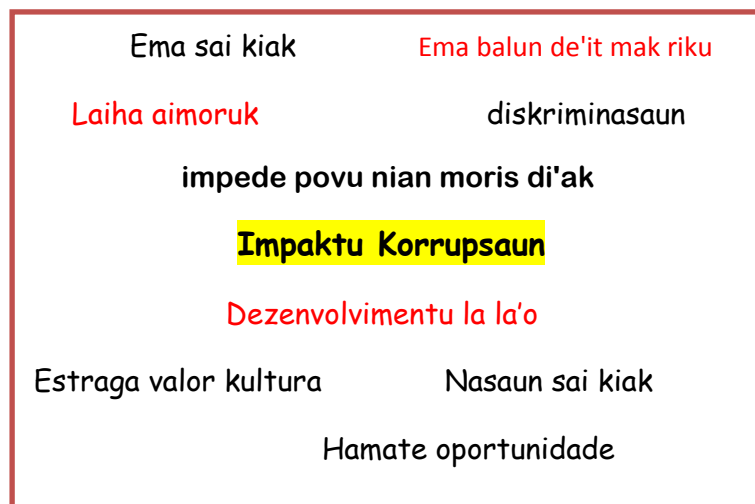 Ema sai kiak Ema balun de'it mak riku
Laiha aimoruk diskriminasaun
impede povu nian moris di'ak
Impaktu Korrupsaun
Dezenvolvimentu la la’o
Estraga valor kultura Nasaun sai kiak
Hamate oportunidade